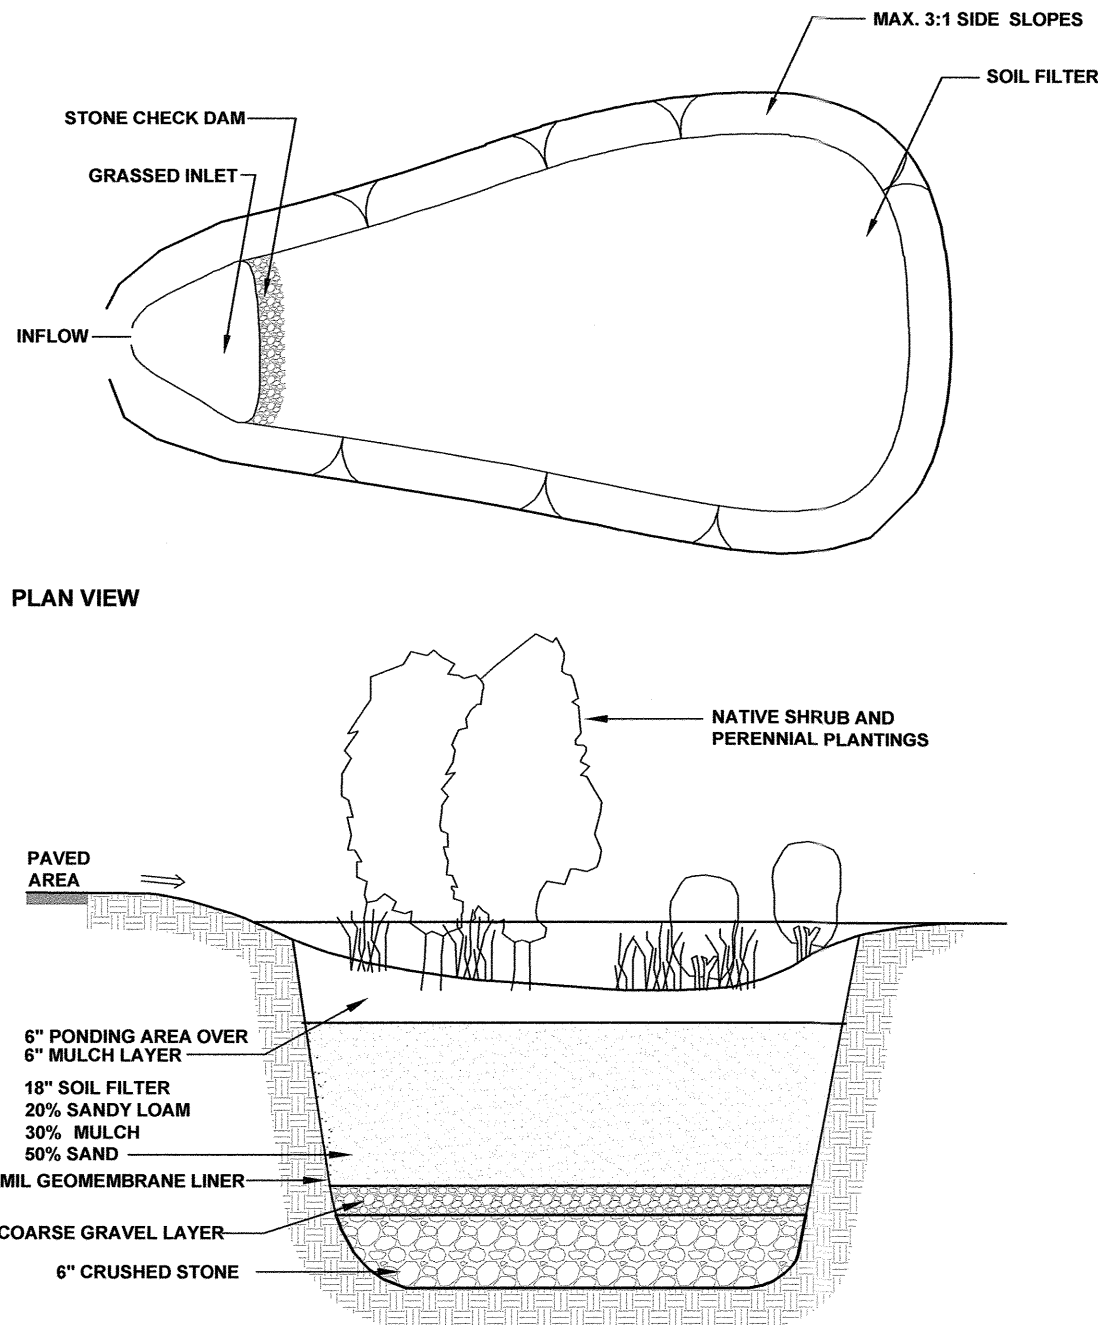 MAX. 3:1 SIDE SLOPES
SOIL FILTER
STONE CHECK DAM
GRASSED INLET
INFLOW
PLAN VIEW
NATIVE SHRUB AND
PERENNIAL PLANTINGS
PAVED
AREA
6" PONDING AREA OVER
6" MULCH LAYER
18" SOIL FILTER
20% SANDY LOAM
30% MULCH
50% SAND
MIL GEOMEMBRANE LINER
COARSE GRAVEL LAYER
6" CRUSHED STONE